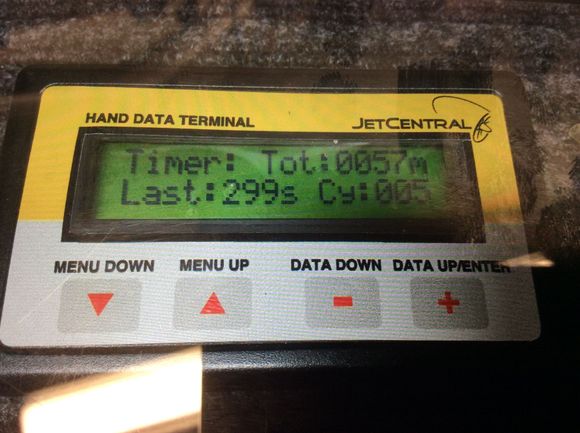 HAND DATA TERMINAL
JETCENTRAL
Timer: Tot:0057m
Last:299s Cy:005
MENU DOWN MENU UP DATA DOWN DATA UP/ENTER